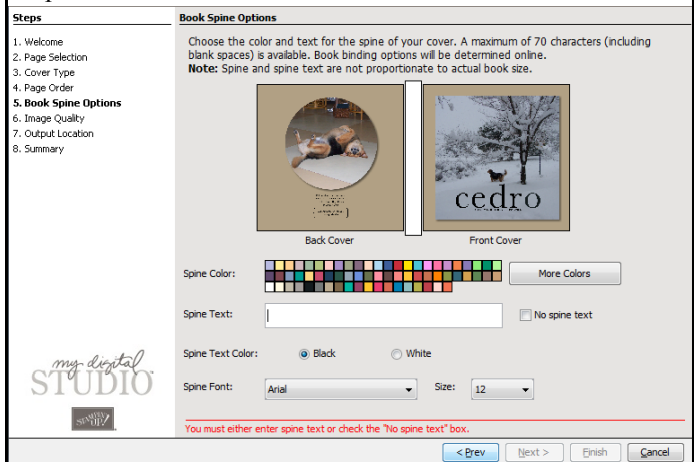 Steps
1. Welcome
2. Page Selection
3. Cover Type
4. Page Order
5. Book Spine Options
6. Image Quality
7. Output Location
8. Summary
my digital
STUDIO
STAMPIN'
UP!
Book Spine Options
Choose the color and text for the spine of your cover. A maximum of 70 characters (including
blank spaces) is available. Book binding options will be determined online.
Note: Spine and spine text are not proportionate to actual book size.
cedro
Back Cover
Front Cover
Spine Color:
More Colors
Spine Text:
No spine text
Spine Text Color:
Black
White
Spine Font:
Arial
Size:
12
You must either enter spine text or check the "No spine text" box.
< Prev
Next >
Finish
Cancel